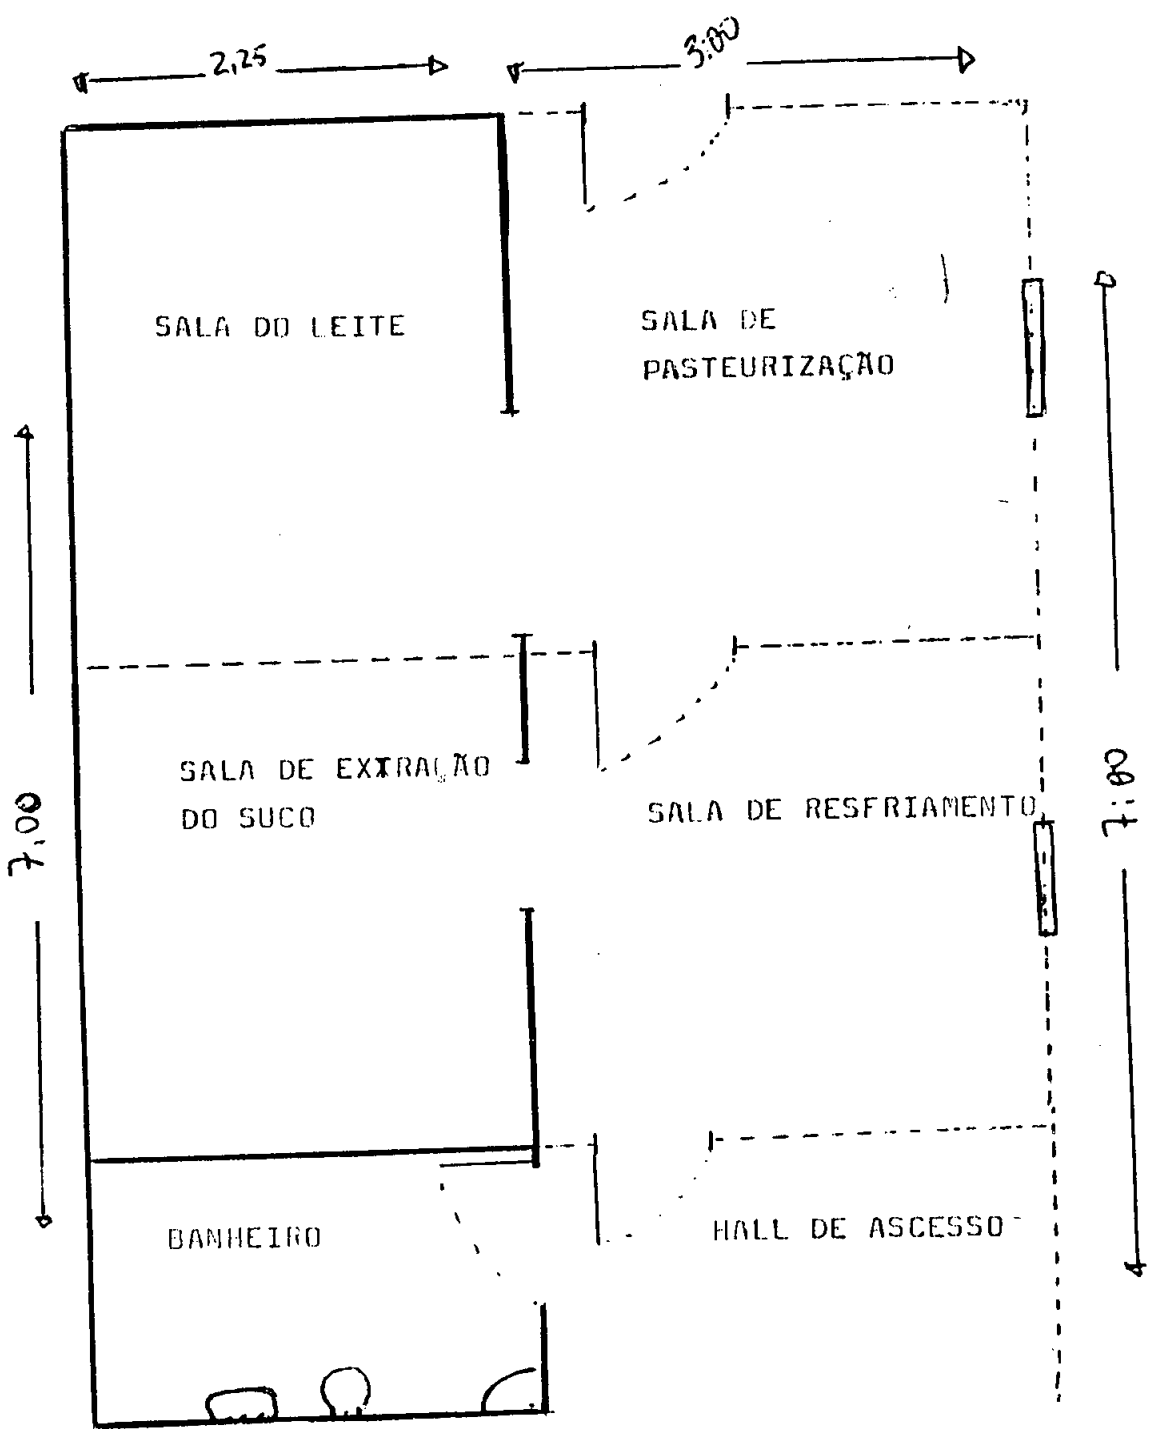 2,25
3:00
SALA DO LEITE
SALA DE
PASTEURIZAÇÃO
SALA DE EXTRAÇÃO
DO SUCO
SALA DE RESFRIAMENTO
7,00
7:00
BANHEIRO
HALL DE ASCESSO